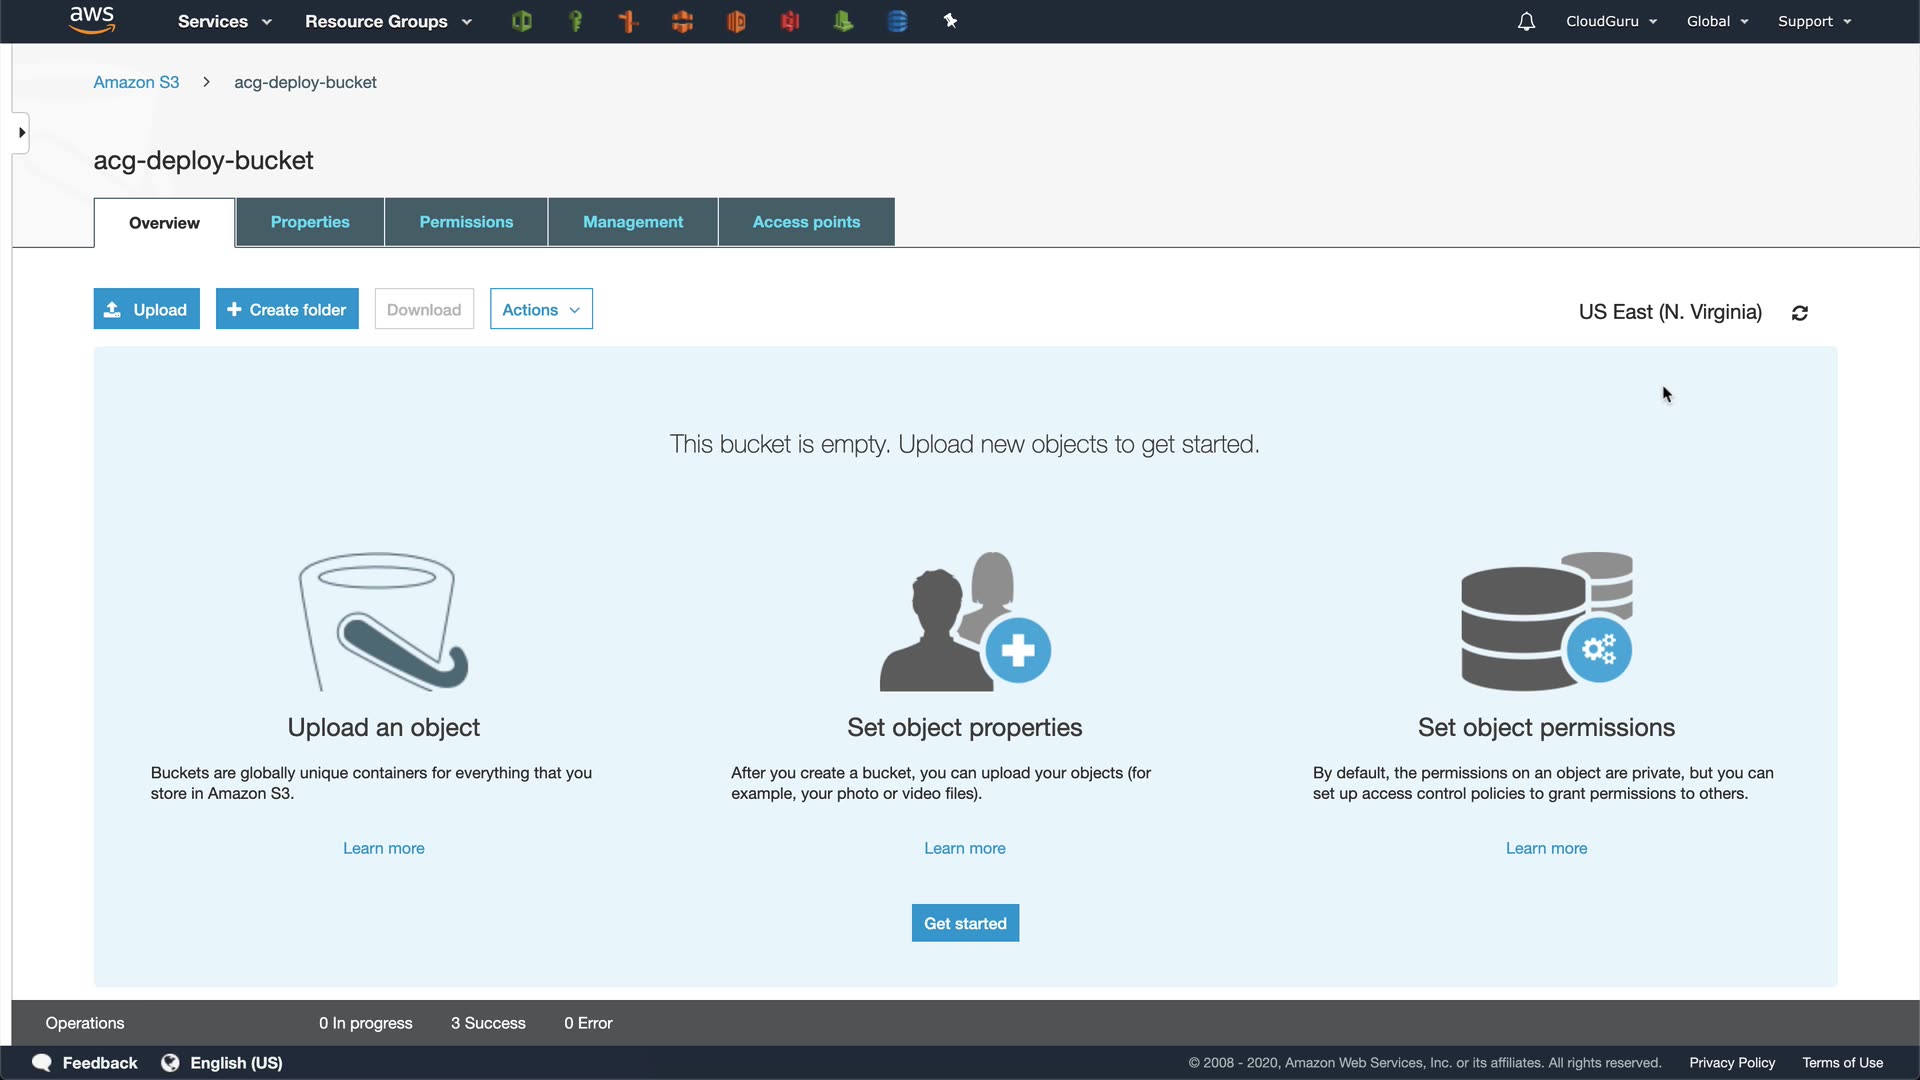 aws Services Resource Groups CloudGuru Global Support
Amazon S3 > acg-deploy-bucket
acg-deploy-bucket
Overview Properties Permissions Management Access points
Upload Create folder Download Actions US East (N. Virginia)
This bucket is empty. Upload new objects to get started.
Upload an object
Buckets are globally unique containers for everything that you
store in Amazon S3.
Learn more
Set object properties
After you create a bucket, you can upload your objects (for
example, your photo or video files).
Learn more
Set object permissions
By default, the permissions on an object are private, but you can
set up access control policies to grant permissions to others.
Learn more
Get started
Operations 0 In progress 3 Success 0 Error
Feedback English (US) © 2008 - 2020, Amazon Web Services, Inc. or its affiliates. All rights reserved. Privacy Policy Terms of Use